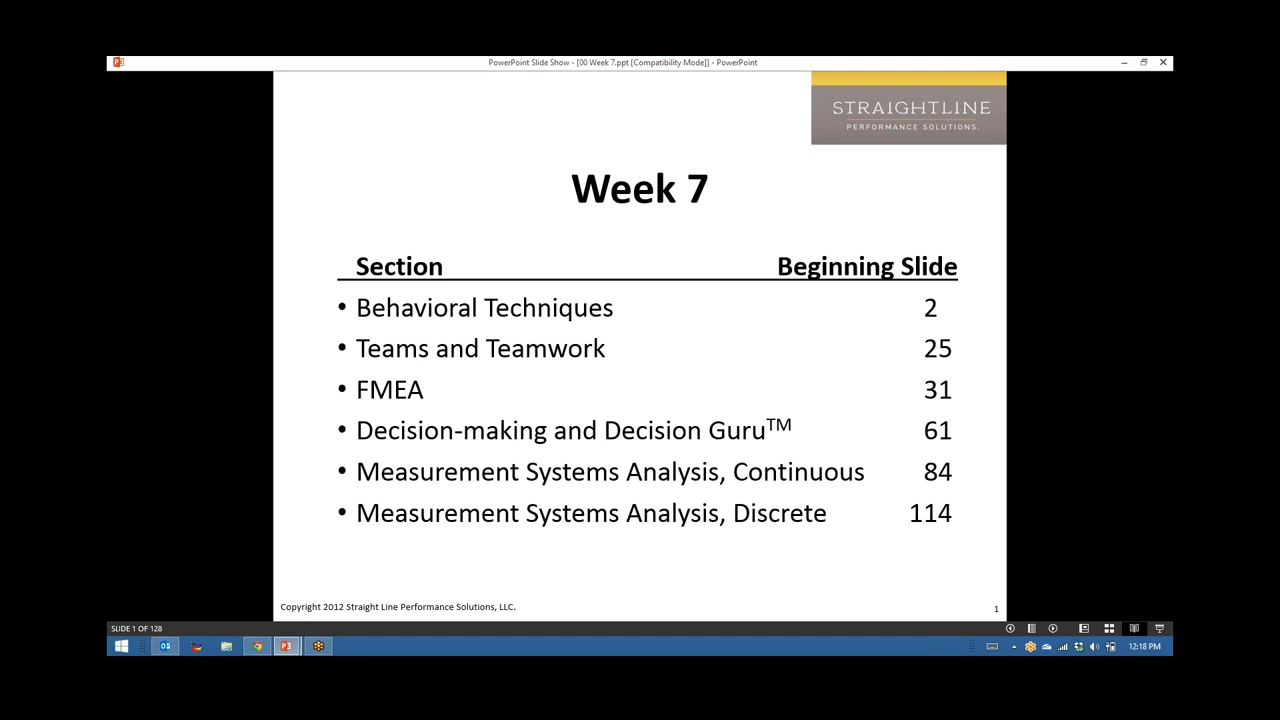 PowerPoint Slide Show - [00 Week 7.ppt [Compatibility Mode]] - PowerPoint
STRAIGHTLINE
PERFORMANCE SOLUTIONS.
Week 7
Section Beginning Slide
• Behavioral Techniques 2
• Teams and Teamwork 25
• FMEA 31
• Decision-making and Decision Guru™ 61
• Measurement Systems Analysis, Continuous 84
• Measurement Systems Analysis, Discrete 114
Copyright 2012 Straight Line Performance Solutions, LLC.
1
SLIDE 1 OF 128
12:18 PM